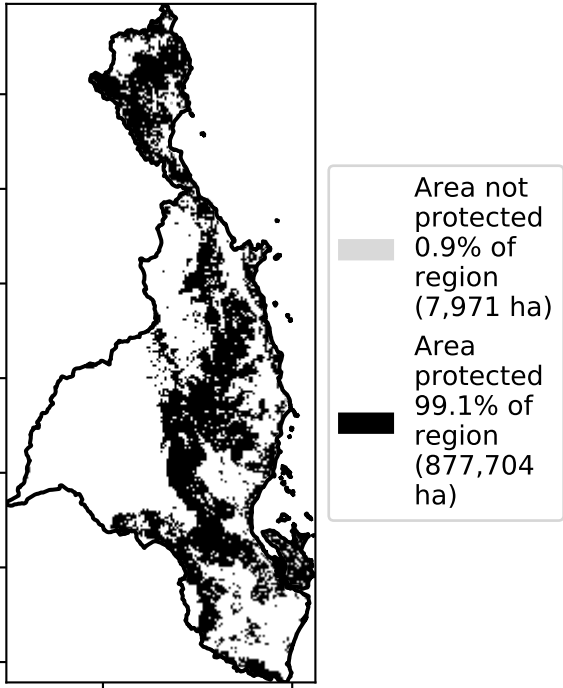 Area not
protected
0.9% of
region
(7,971 ha)
Area
protected
99.1% of
region
(877,704
ha)